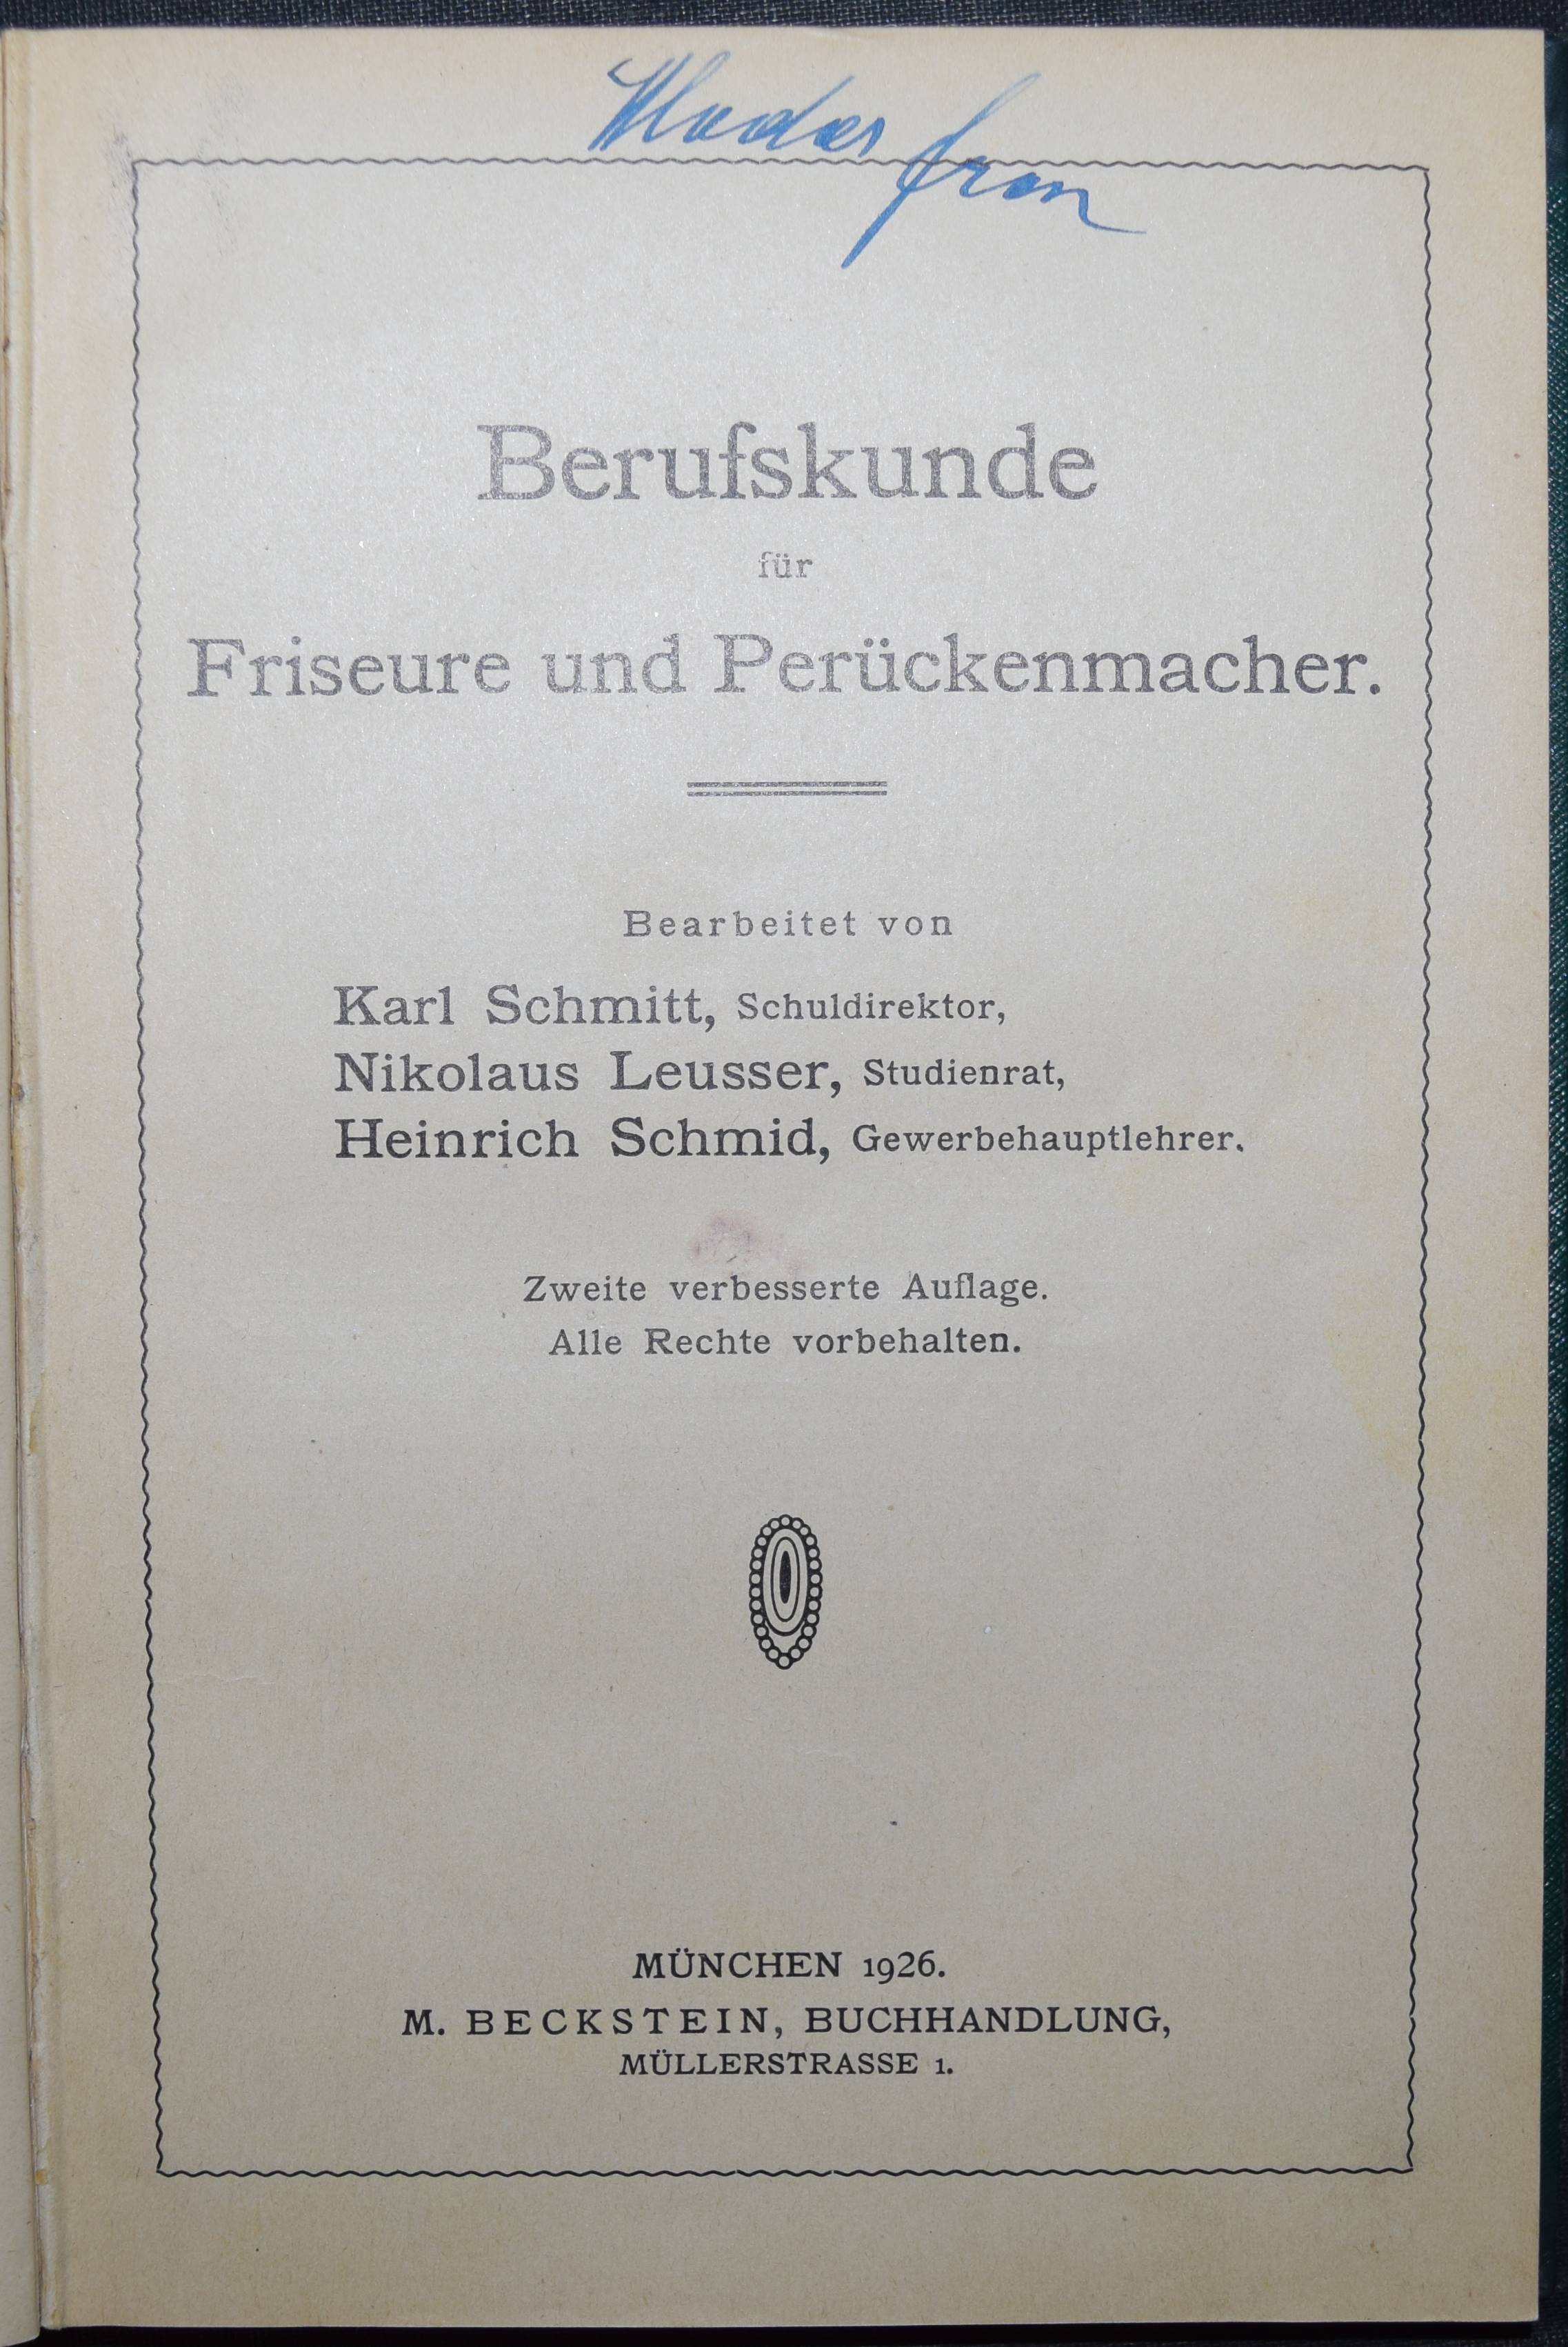 Berufskunde
für
Friseure und Perückenmacher.
Bearbeitet von
Karl Schmitt, Schuldirektor,
Nikolaus Leusser, Studienrat,
Heinrich Schmid, Gewerbehauptlehrer.
Zweite verbesserte Auflage.
Alle Rechte vorbehalten.
MÜNCHEN 1926.
M. BECKSTEIN, BUCHHANDLUNG,
MÜLLERSTRASSE 1.